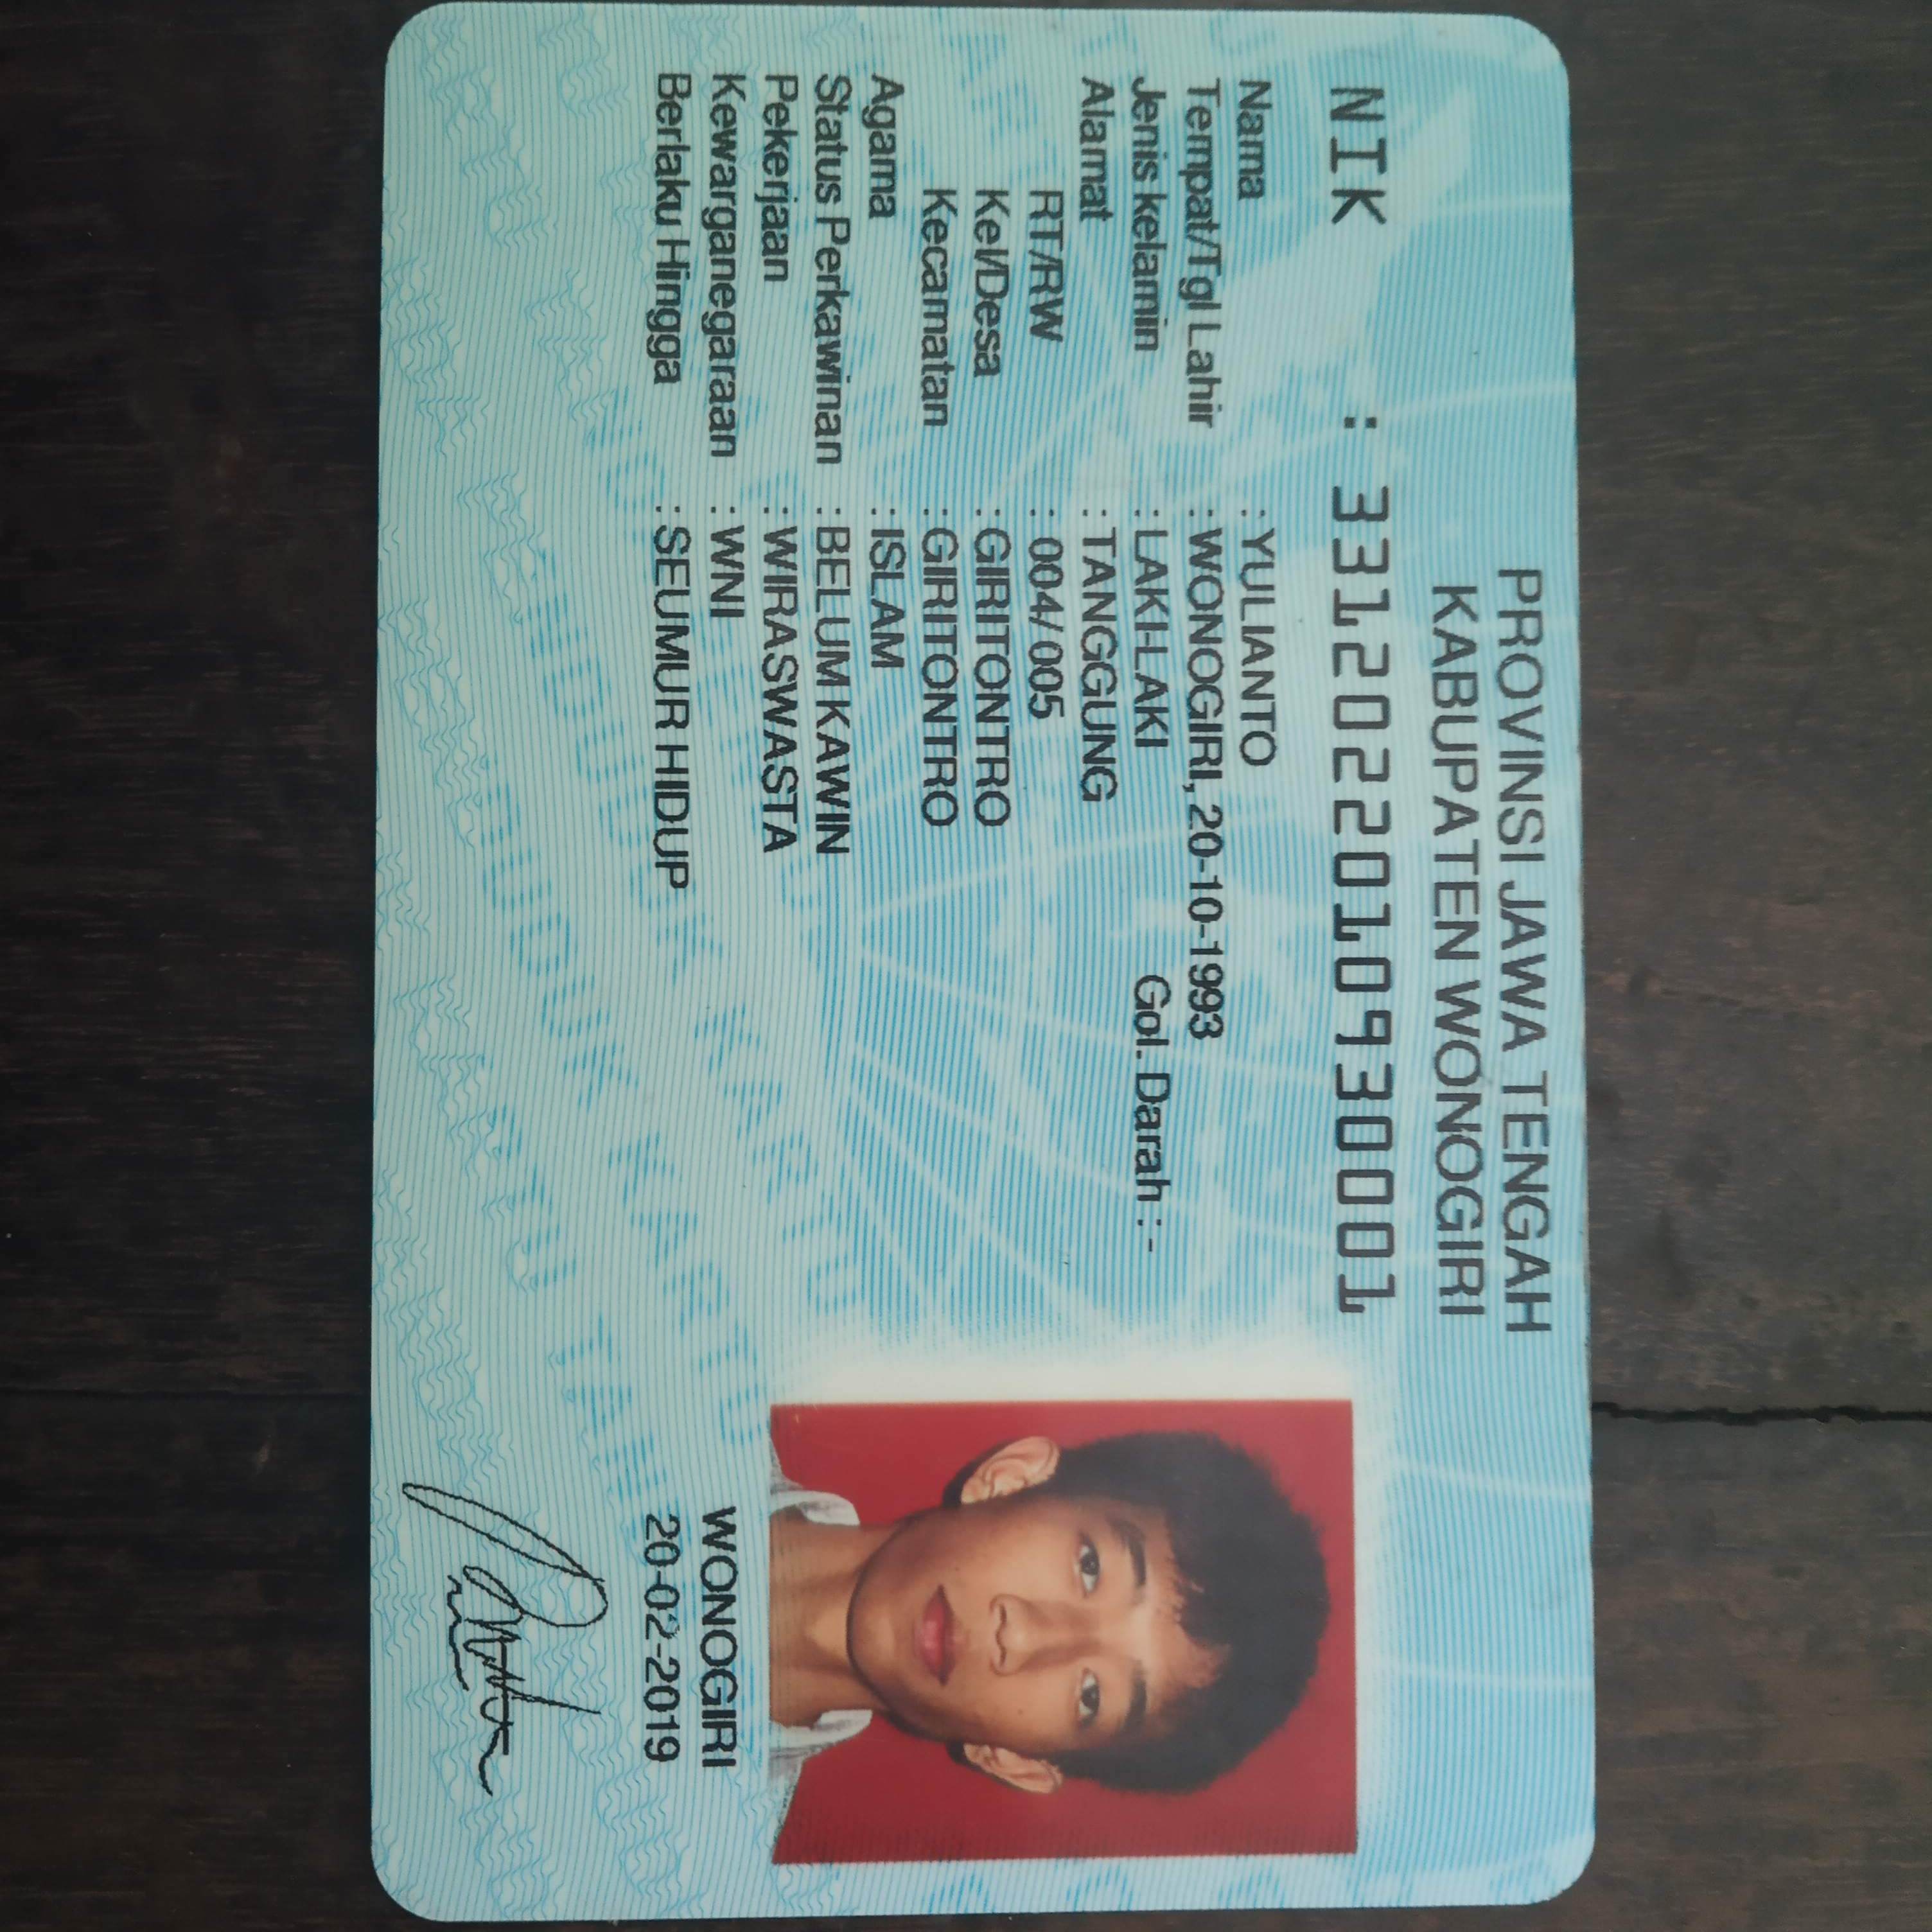 PROVINSI JAWA TENGAH
KABUPATEN WONOGIRI
NIK : 3312022010930001
Nama : YULIANTO
Tempat/Tgl Lahir : WONOGIRI, 20-10-1993
Jenis kelamin : LAKI-LAKI Gol. Darah : -
Alamat : TANGGUNG
RT/RW : 004/005
Kel/Desa : GIRITONTRO
Kecamatan : GIRITONTRO
Agama : ISLAM
Status Perkawinan : BELUM KAWIN
Pekerjaan : WIRASWASTA
Kewarganegaraan : WNI
Berlaku Hingga : SEUMUR HIDUP
WONOGIRI
20-02-2019